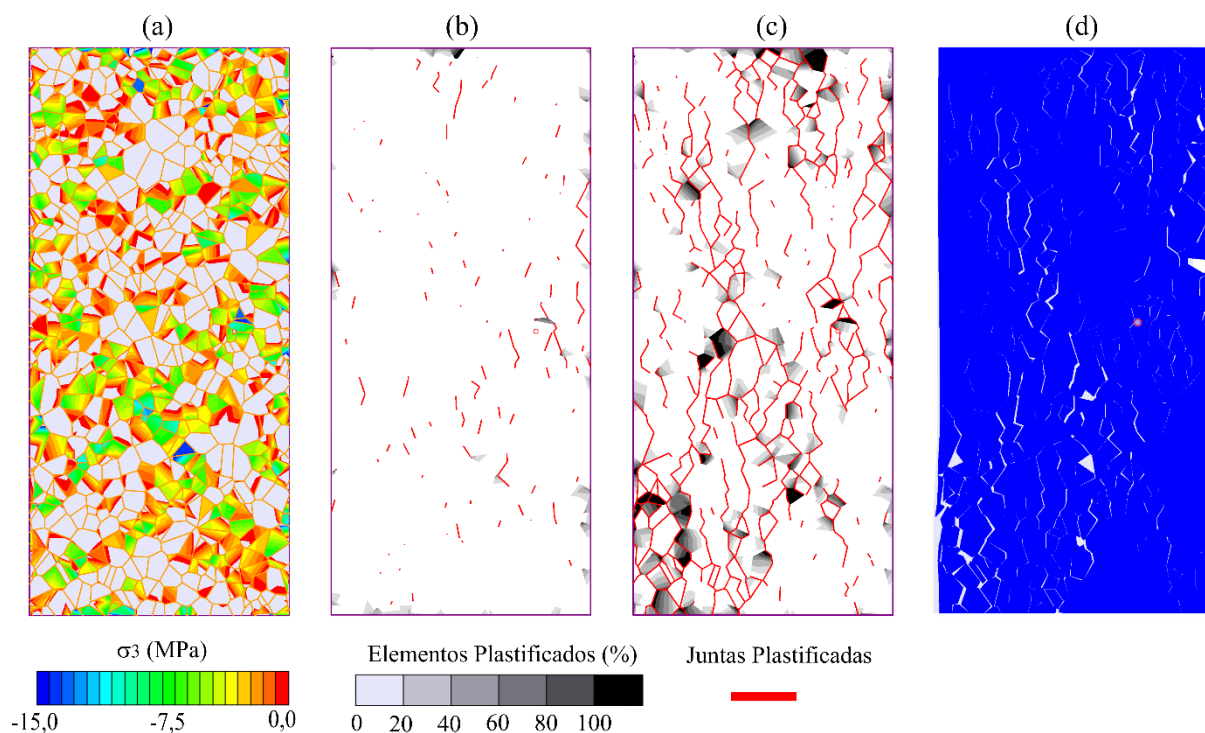 (a) (b) (c) (d)
σ3 (MPa) Elementos Plastificados (%) Juntas Plastificadas
-15,0 -7,5 0,0 0 20 40 60 80 100